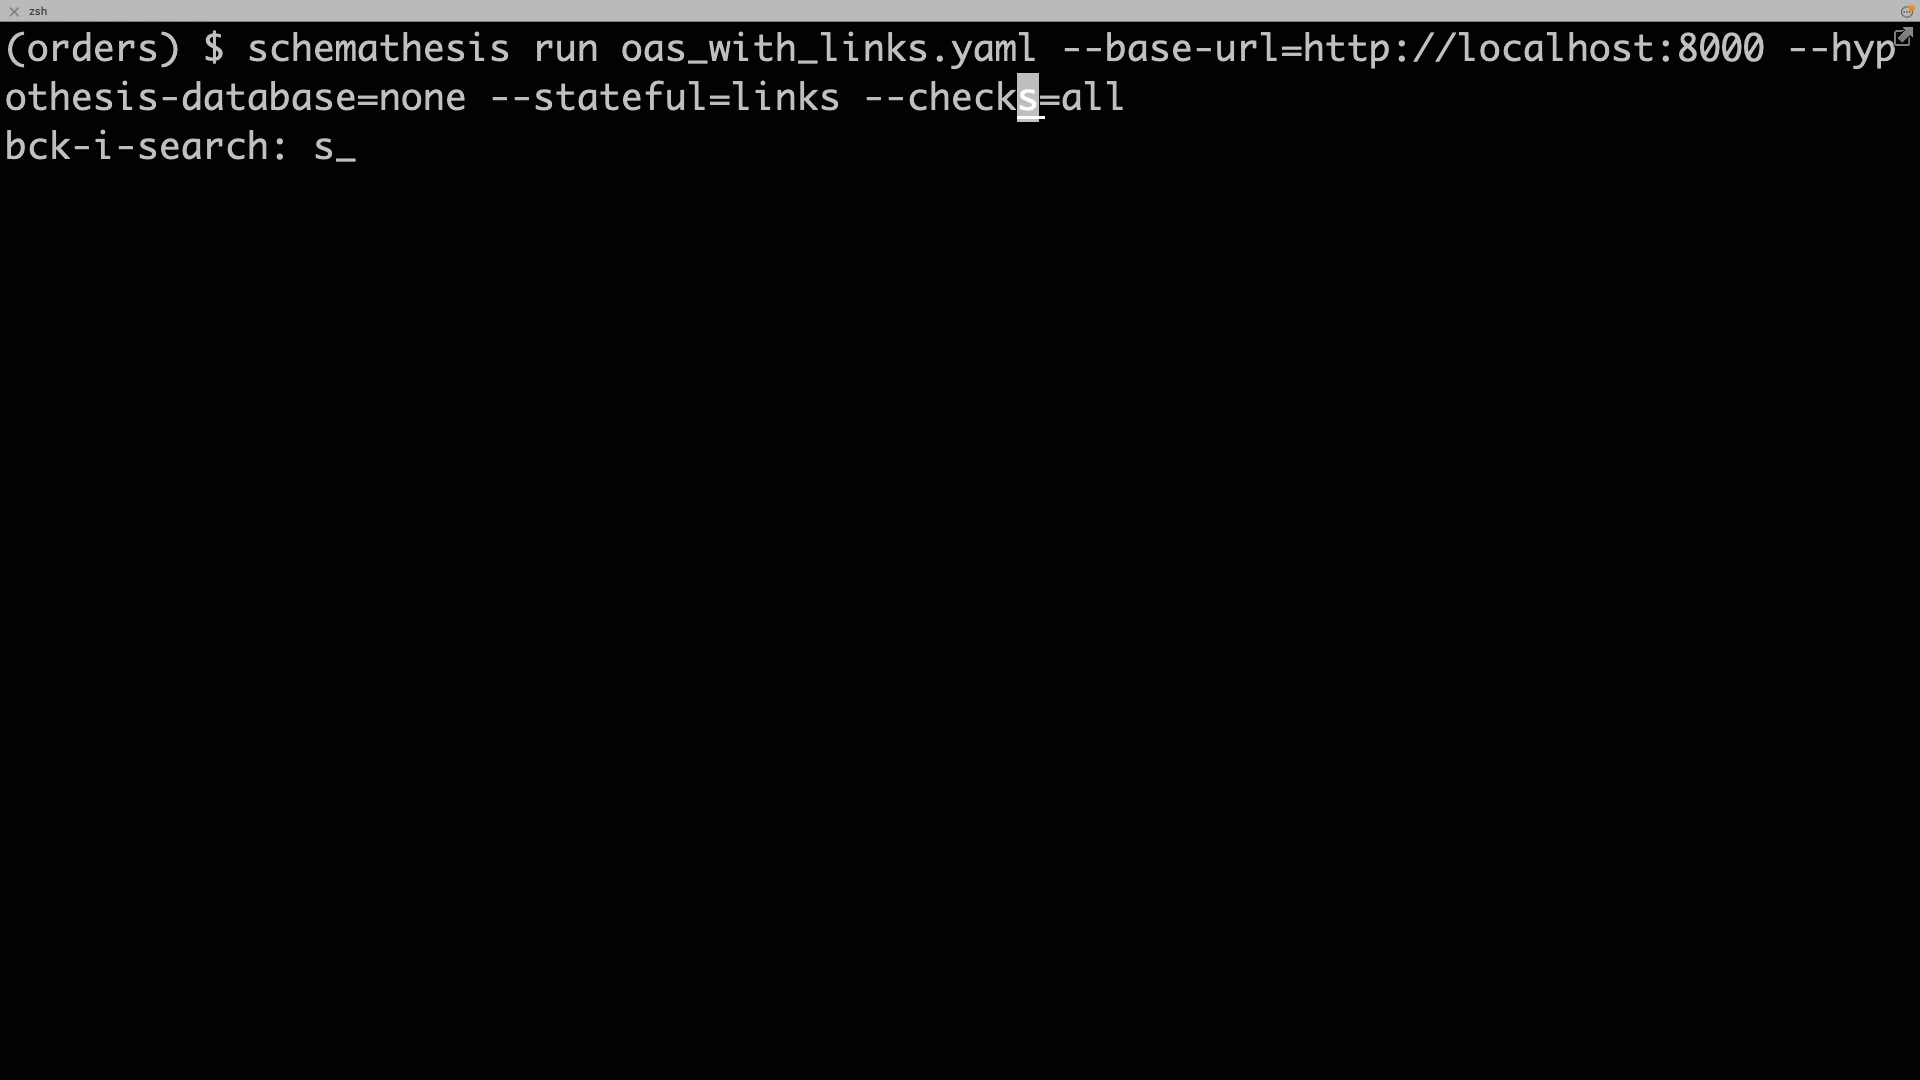 zsh
(orders) $ schemathesis run oas_with_links.yaml --base-url=http://localhost:8000 --hyp
othesis-database=none --stateful=links --checks=all
bck-i-search: s_